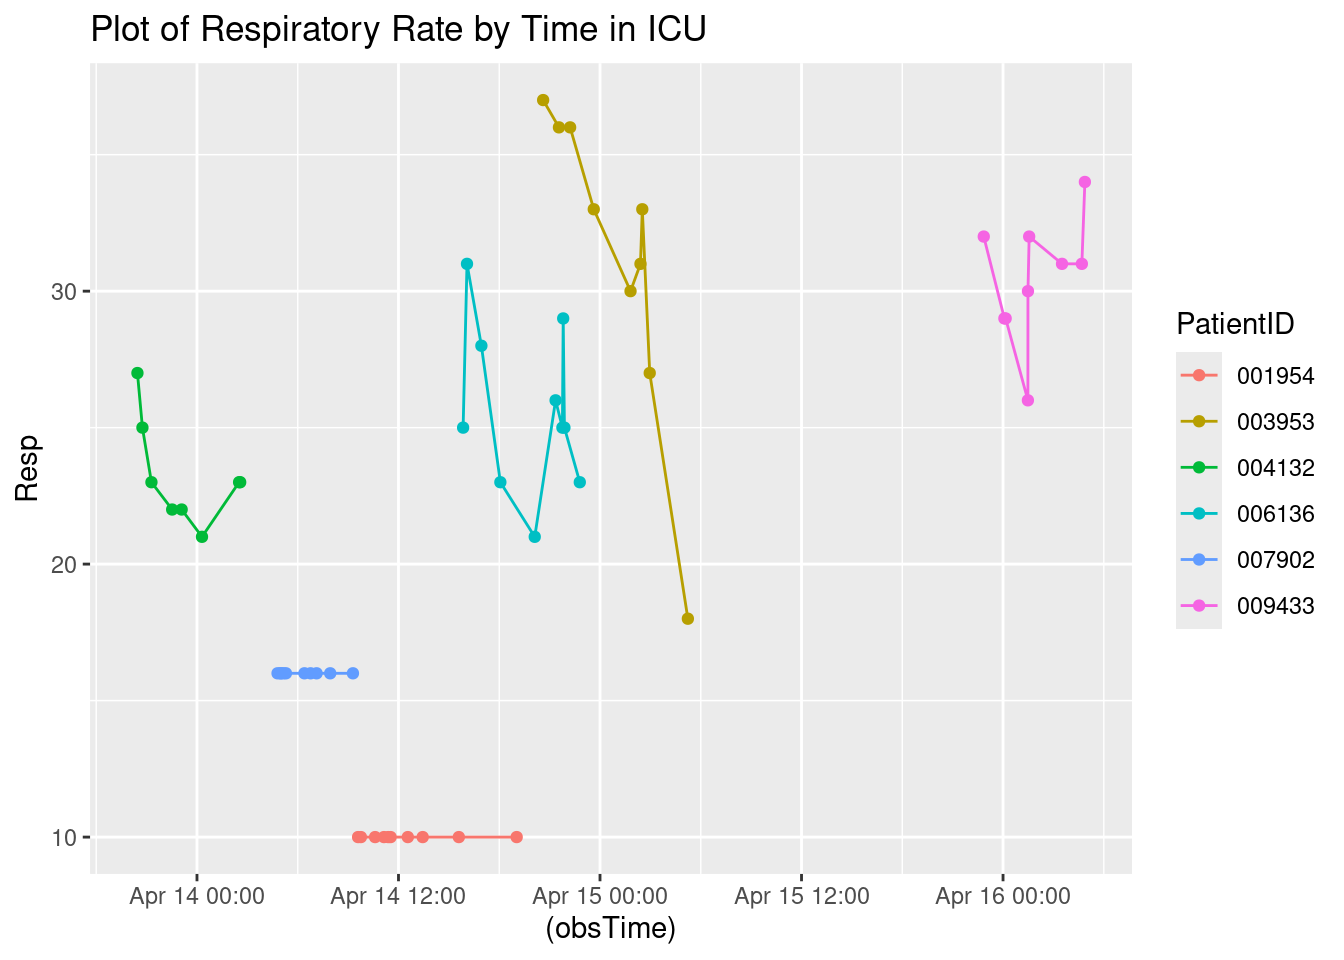 Plot of Respiratory Rate by Time in ICU
Resp
30
20
10
Apr 14 00:00
Apr 14 12:00
Apr 15 00:00
Apr 15 12:00
Apr 16 00:00
(obsTime)
PatientID
001954
003953
004132
006136
007902
009433